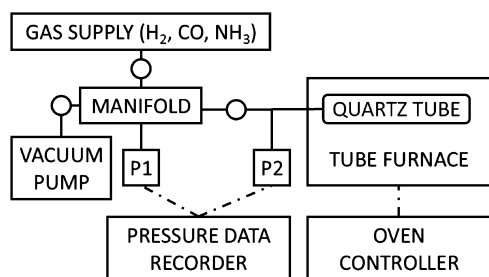 GAS SUPPLY (H₂, CO, NH₃)
MANIFOLD
QUARTZ TUBE
VACUUM
PUMP
P1
P2
TUBE FURNACE
PRESSURE DATA
RECORDER
OVEN
CONTROLLER